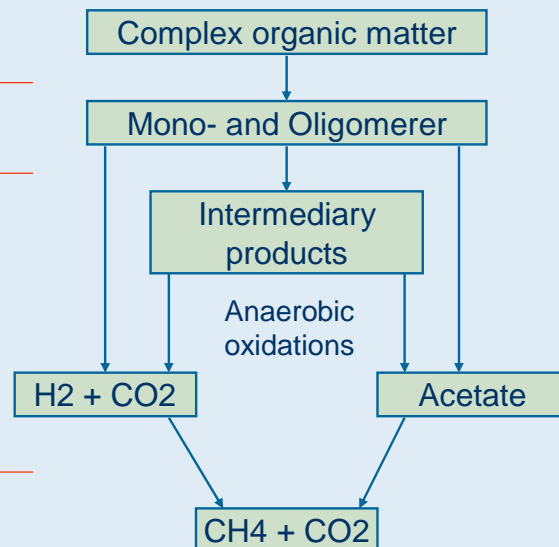 Complex organic matter
Mono- and Oligomerer
Intermediary
products
Anaerobic
oxidations
H2 + CO2
Acetate
CH4 + CO2